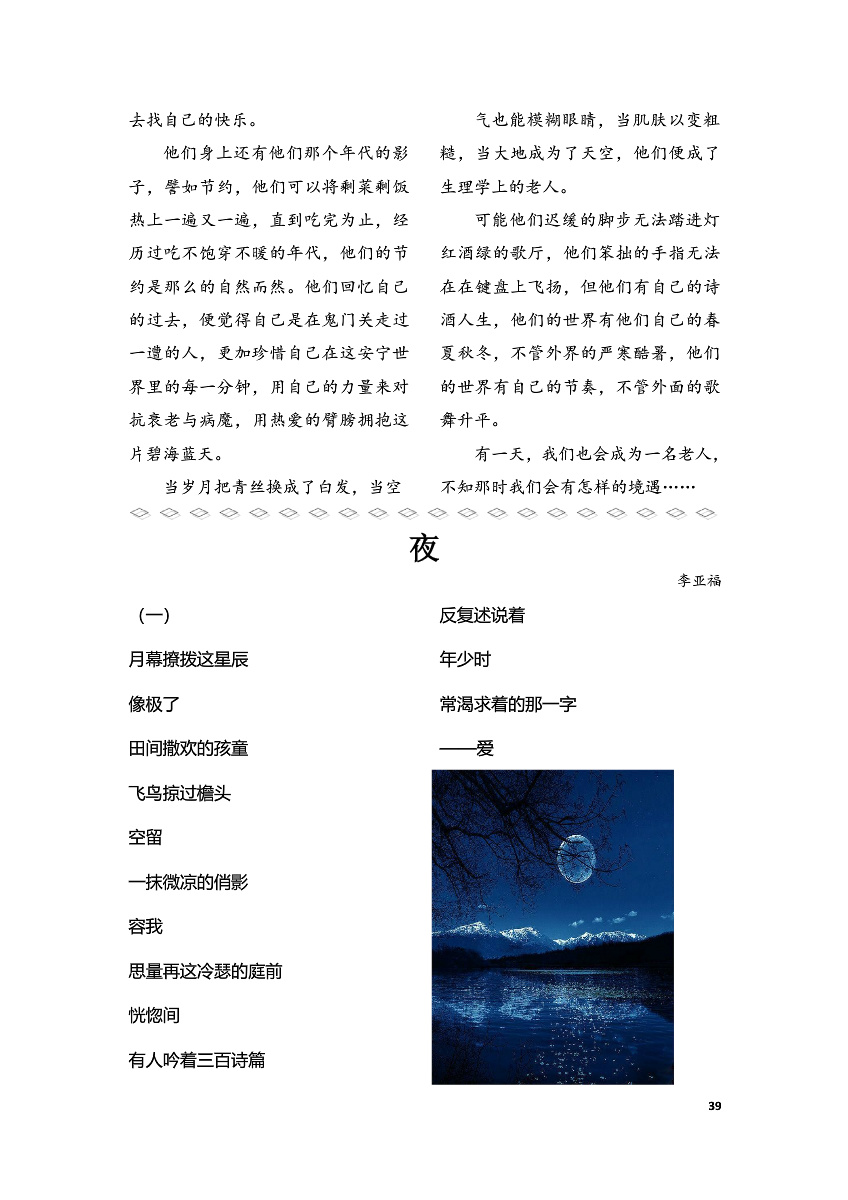 去找自己的快乐。
他们身上还有他们那个年代的影
子，譬如节约，他们可以将剩菜剩饭
热上一遍又一遍，直到吃完为止，经
历过吃不饱穿不暖的年代，他们的节
约是那么的自然而然。他们回忆自己
的过去，便觉得自己是在鬼门关走过
一遭的人，更加珍惜自己在这安宁世
界里的每一分钟，用自己的力量来对
抗衰老与病魔，用热爱的臂膀拥抱这
片碧海蓝天。
当岁月把青丝换成了白发，当空
气也能模糊眼睛，当肌肤以变粗
糙，当大地成为了天空，他们便成了
生理学上的老人。
可能他们迟缓的脚步无法踏进灯
红酒绿的歌厅，他们笨拙的手指无法
在在键盘上飞扬，但他们有自己的诗
酒人生，他们的世界有他们自己的春
夏秋冬，不管外界的严寒酷暑，他们
的世界有自己的节奏，不管外面的歌
舞升平。
有一天，我们也会成为一名老人，
不知那时我们会有怎样的境遇……
夜
李亚福
（一）
月幕撩拨这星辰
像极了
田间撒欢的孩童
飞鸟掠过檐头
空留
一抹微凉的俏影
容我
思量再这冷瑟的庭前
恍惚间
有人吟着三百诗篇
反复述说着
年少时
常渴求着的那一字
——爱
39